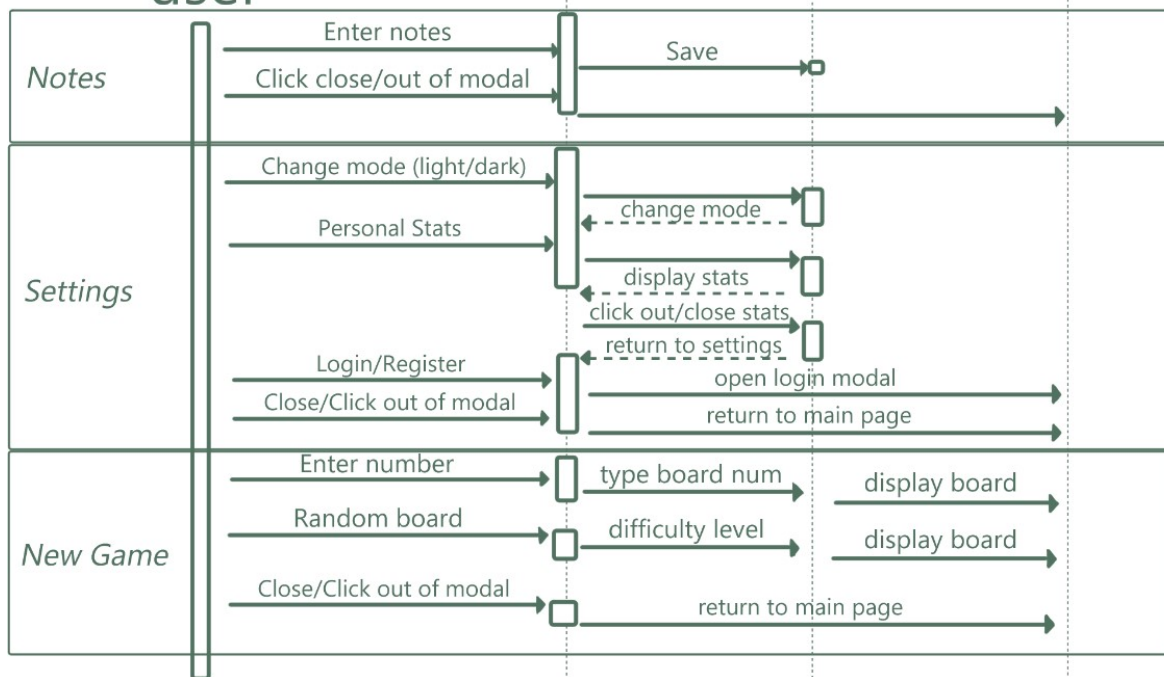 user
Notes
Enter notes
Save
Click close/out of modal
Settings
Change mode (light/dark)
change mode
Personal Stats
display stats
click out/close stats
return to settings
Login/Register
open login modal
Close/Click out of modal
return to main page
New Game
Enter number
type board num
display board
Random board
difficulty level
display board
Close/Click out of modal
return to main page